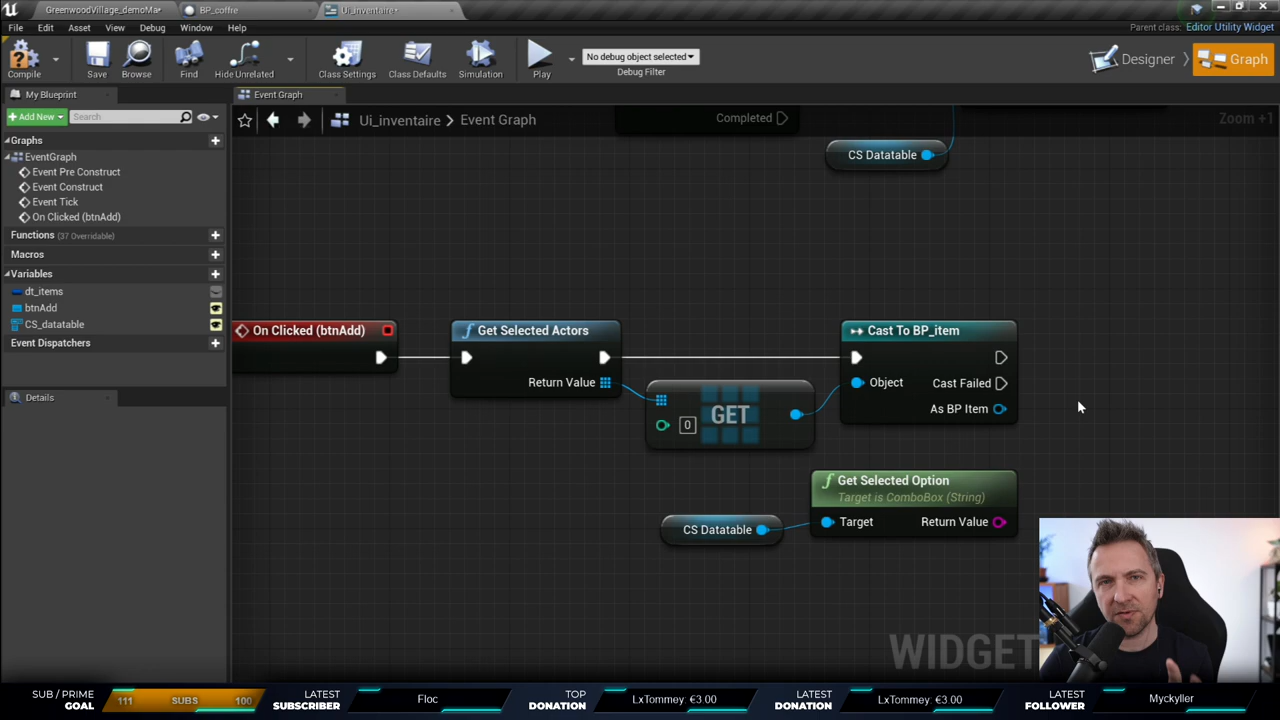 GreenwoodVillage_demoMa*
BP_coffre
Ui_inventaire*
File Edit Asset View Debug Window Help
Parent class: Editor Utility Widget
Compile
Save
Browse
Find
Hide Unrelated
Class Settings
Class Defaults
Simulation
Play
No debug object selected
Debug Filter
Designer
Graph
My Blueprint
Event Graph
+Add New
Search
Ui_inventaire > Event Graph
Zoom +1
Graphs
EventGraph
Event Pre Construct
Event Construct
Event Tick
On Clicked (btnAdd)
Functions (37 Overridable)
Macros
Variables
dt_items
btnAdd
CS_datatable
Event Dispatchers
Details
Completed
CS Datatable
On Clicked (btnAdd)
Get Selected Actors
Return Value
0
GET
Cast To BP_item
Object
Cast Failed
As BP Item
CS Datatable
Get Selected Option
Target is ComboBox (String)
Target
Return Value
WIDGET
SUB / PRIME GOAL
111 SUBS 100
LATEST SUBSCRIBER
Floc
TOP DONATION
LxTommey: €3.00
LATEST DONATION
LxTommey: €3.00
LATEST FOLLOWER
Myckyller